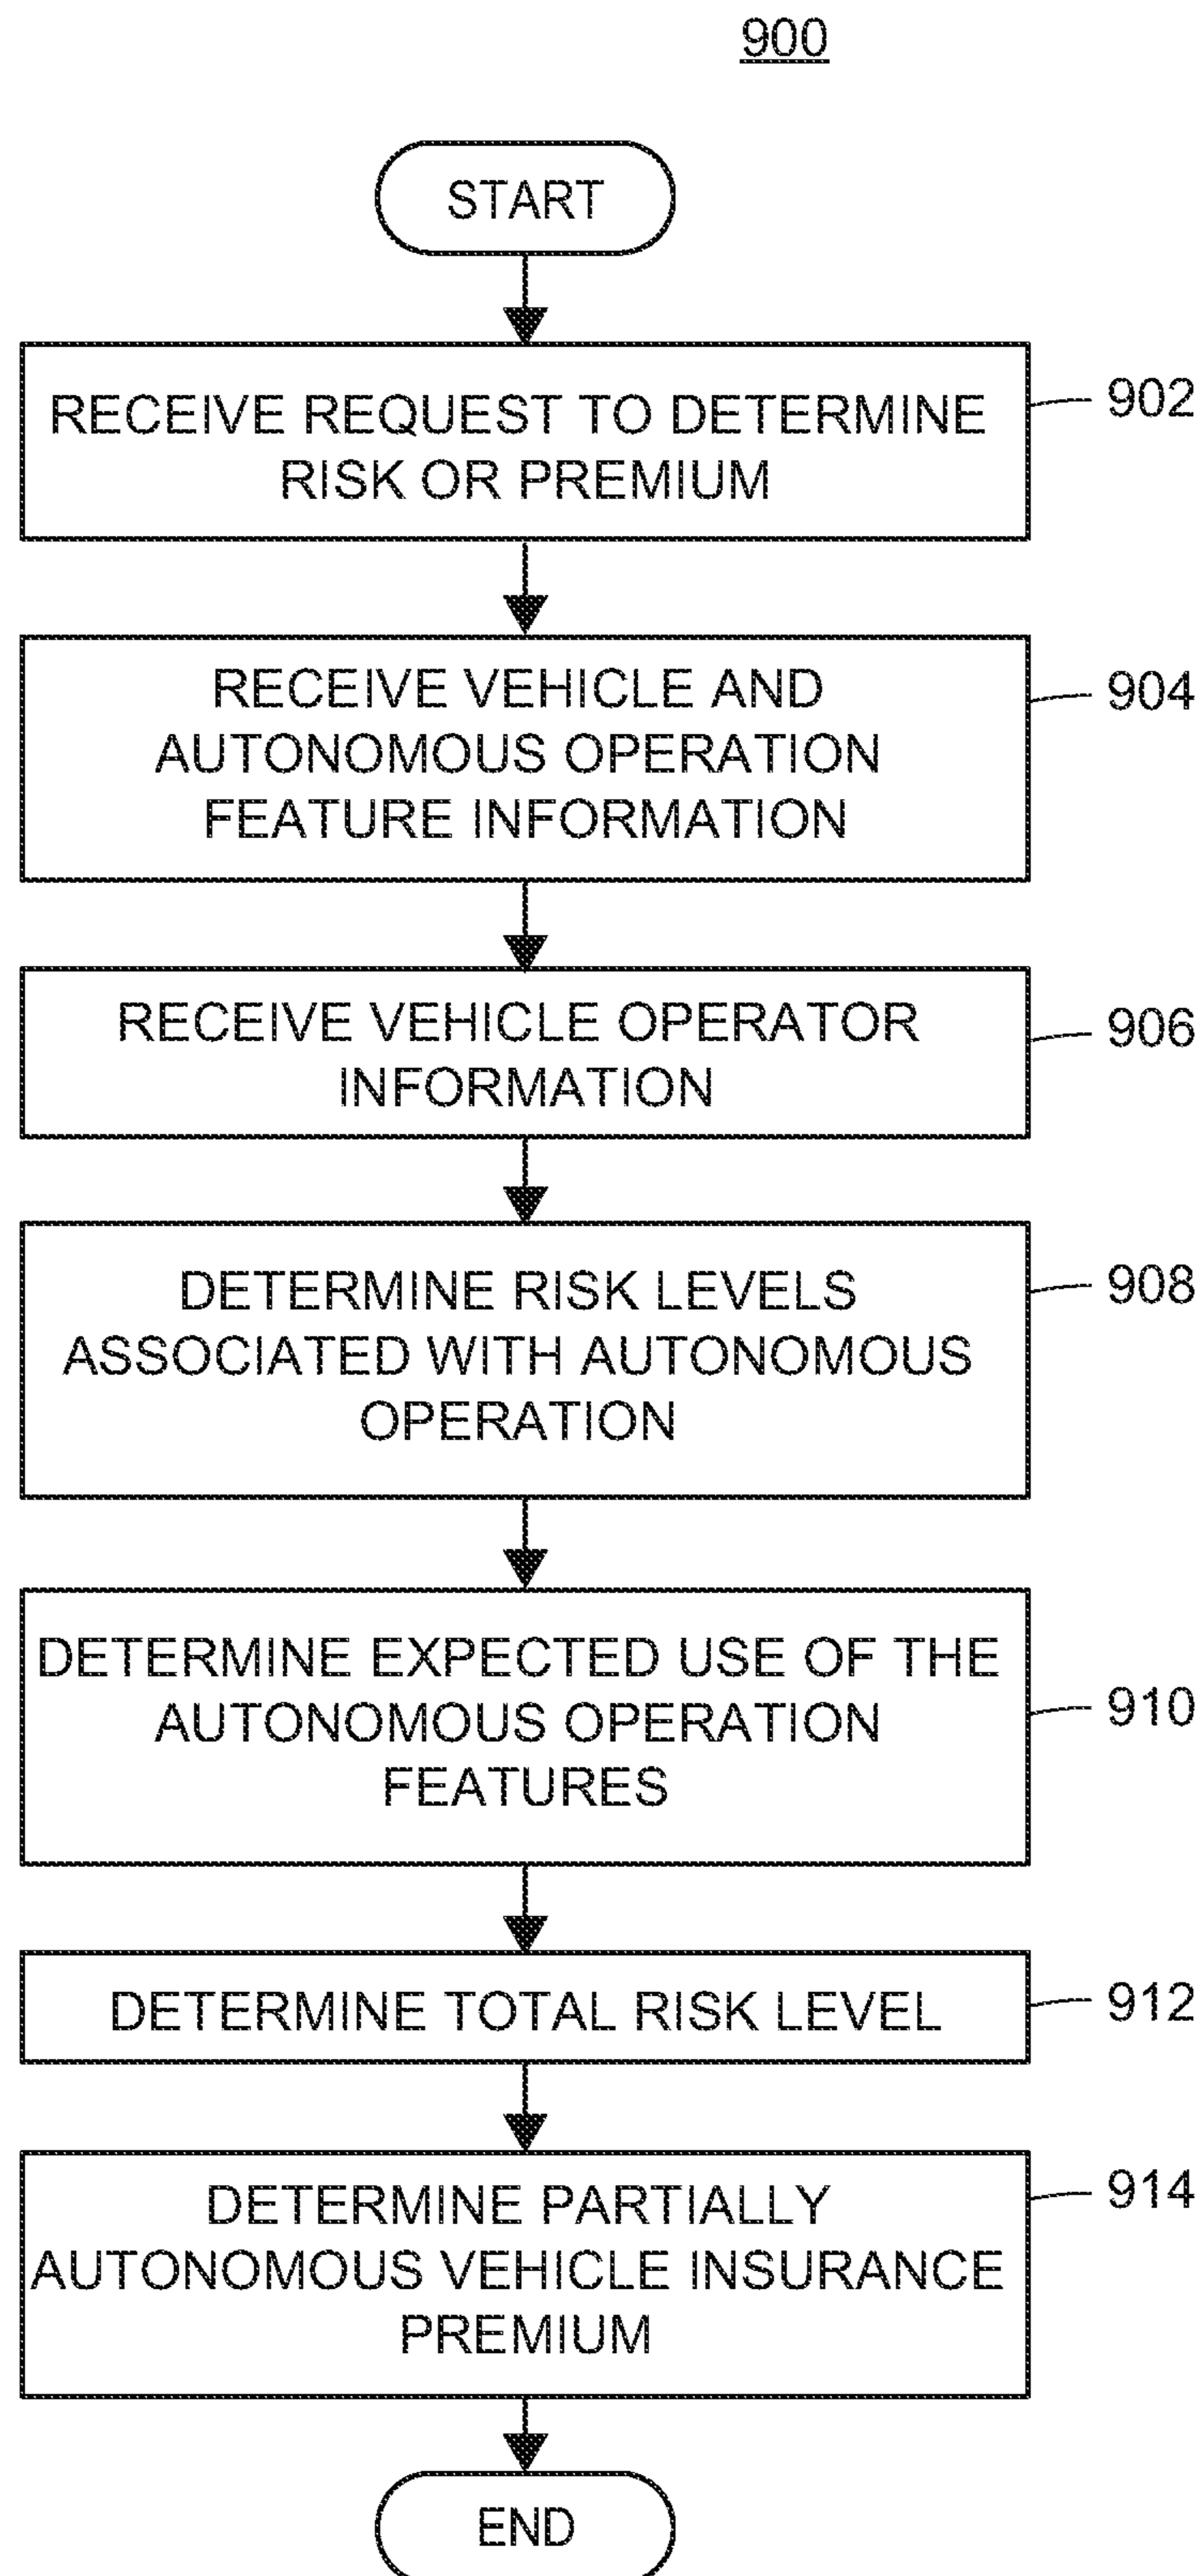 900
START
RECEIVE REQUEST TO DETERMINE
RISK OR PREMIUM
902
RECEIVE VEHICLE AND
AUTONOMOUS OPERATION
FEATURE INFORMATION
904
RECEIVE VEHICLE OPERATOR
INFORMATION
906
DETERMINE RISK LEVELS
ASSOCIATED WITH AUTONOMOUS
OPERATION
908
DETERMINE EXPECTED USE OF THE
AUTONOMOUS OPERATION
FEATURES
910
DETERMINE TOTAL RISK LEVEL
912
DETERMINE PARTIALLY
AUTONOMOUS VEHICLE INSURANCE
PREMIUM
914
END